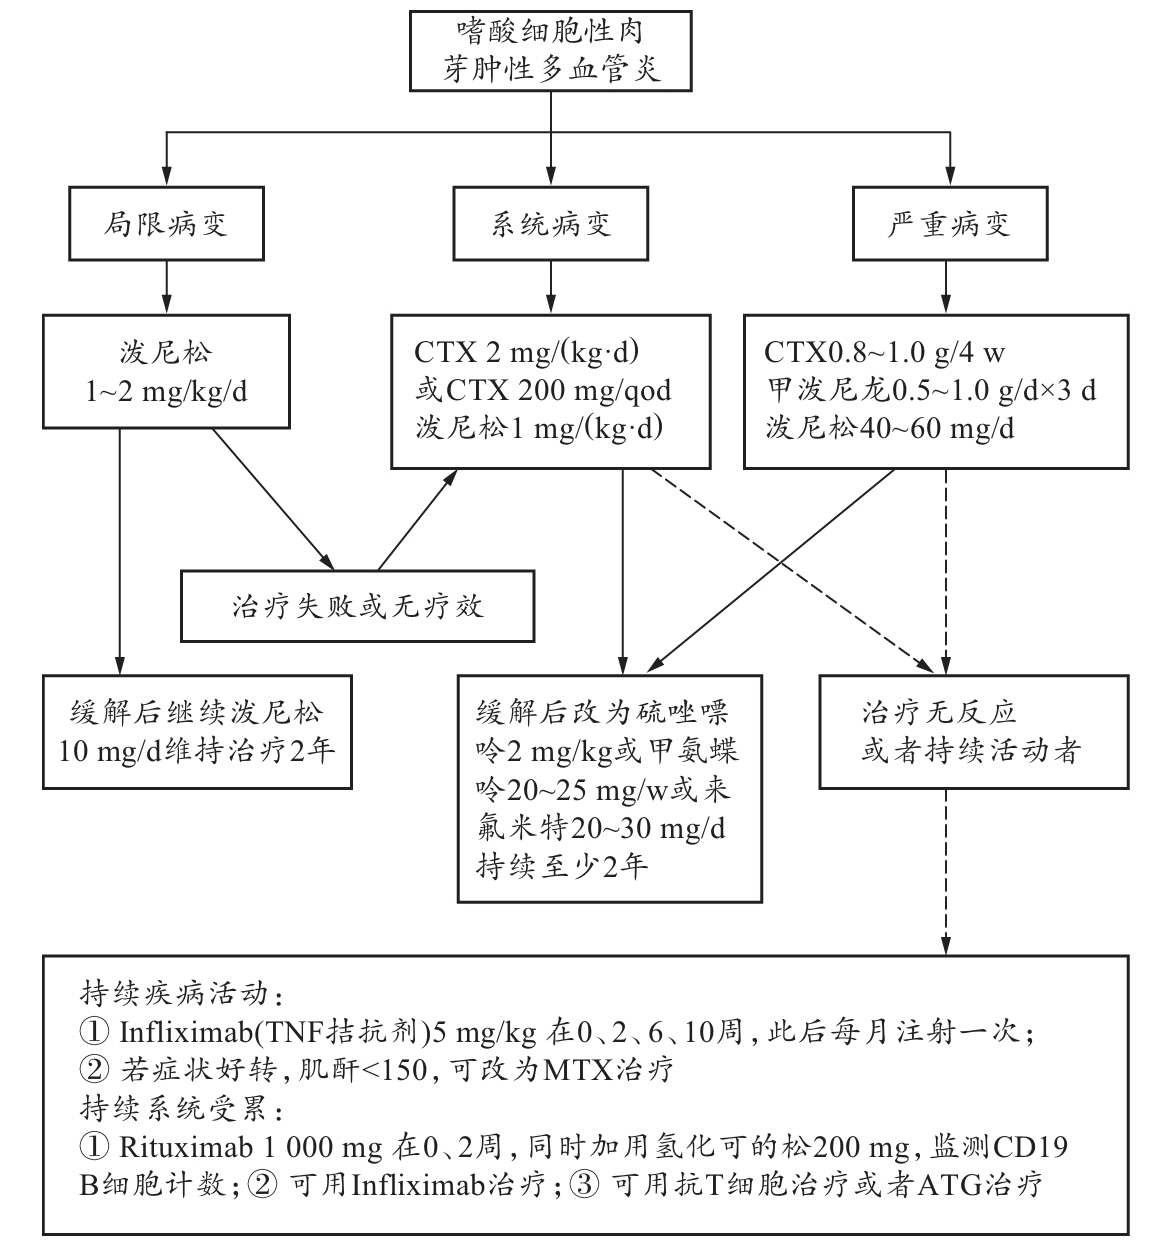 嗜酸细胞性肉
芽肿性多血管炎
局限病变
系统病变
严重病变
泼尼松
1~2 mg/kg/d
CTX 2 mg/(kg·d)
或CTX 200 mg/qod
泼尼松1 mg/(kg·d)
CTX0.8~1.0 g/4 w
甲泼尼龙0.5~1.0 g/d×3 d
泼尼松40~60 mg/d
治疗失败或无疗效
缓解后继续泼尼松
10 mg/d维持治疗2年
缓解后改为硫唑嘌
呤2 mg/kg或甲氨蝶
呤20~25 mg/w或来
氟米特20~30 mg/d
持续至少2年
治疗无反应
或者持续活动者
持续疾病活动：
① Infliximab(TNF拮抗剂)5 mg/kg 在0、2、6、10周，此后每月注射一次；
② 若症状好转，肌酐<150，可改为MTX治疗
持续系统受累：
① Rituximab 1 000 mg 在0、2周，同时加用氢化可的松200 mg，监测CD19
B细胞计数；② 可用Infliximab治疗；③ 可用抗T细胞治疗或者ATG治疗